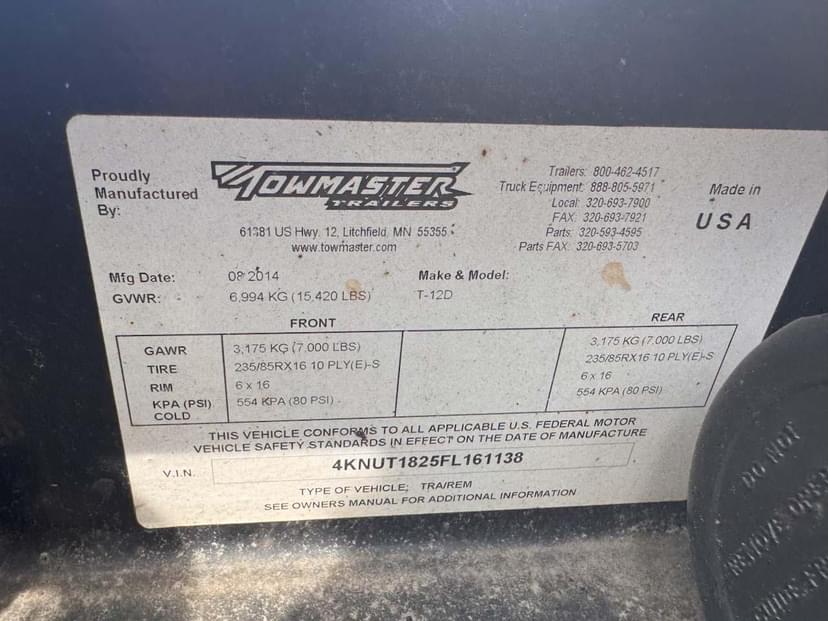 Proudly
Manufactured
By:
TOWMASTER
TRAILERS
61381 US Hwy. 12, Litchfield, MN 55355
www.towmaster.com
Trailers: 800-462-4517
Truck Equipment: 888-805-5971
Local: 320-693-7900
FAX: 320-693-7921
Parts: 320-593-4595
Parts FAX: 320-693-5703
Made in
USA
Mfg Date: 08 2014 Make & Model:
GVWR: 6,994 KG (15,420 LBS) T-12D
FRONT REAR
GAWR 3,175 KG (7,000 LBS) 3,175 KG (7,000 LBS)
TIRE 235/85RX16 10 PLY(E)-S 235/85RX16 10 PLY(E)-S
RIM 6 x 16 6 x 16
KPA (PSI) 554 KPA (80 PSI) 554 KPA (80 PSI)
COLD
THIS VEHICLE CONFORMS TO ALL APPLICABLE U.S. FEDERAL MOTOR
VEHICLE SAFETY STANDARDS IN EFFECT ON THE DATE OF MANUFACTURE
V.I.N. 4KNUT1825FL161138
TYPE OF VEHICLE; TRA/REM
SEE OWNERS MANUAL FOR ADDITIONAL INFORMATION
DO NOT
REMOVE